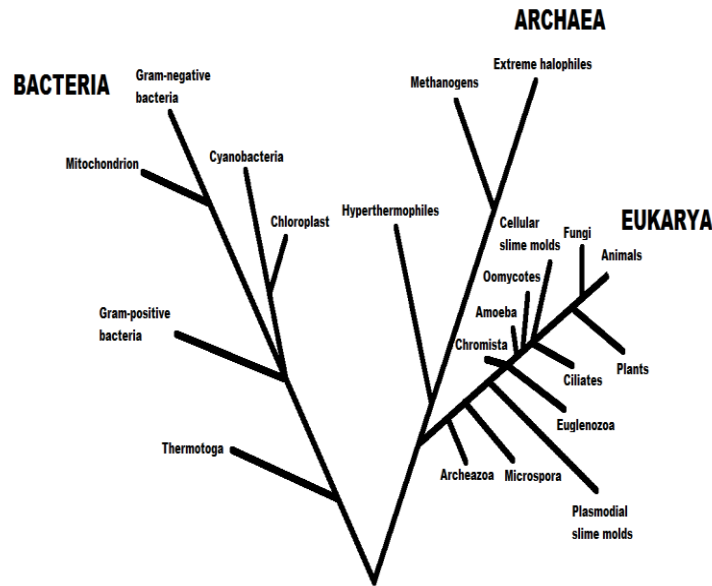 ARCHAEA
Extreme halophiles
Methanogens
BACTERIA
Gram-negative
bacteria
Mitochondrion
Cyanobacteria
Chloroplast
Hyperthermophiles
Cellular
slime molds
EUKARYA
Fungi
Animals
Oomycotes
Amoeba
Chromista
Gram-positive
bacteria
Plants
Ciliates
Euglenozoa
Thermotoga
Archeazoa
Microspora
Plasmodial
slime molds